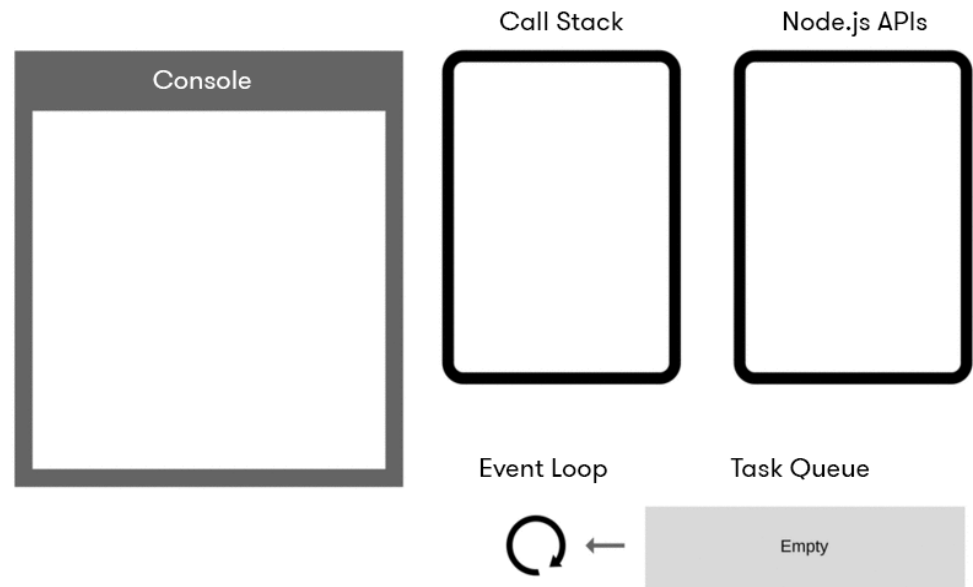 Call Stack
Node.js APIs
Console
Event Loop
Task Queue
Empty